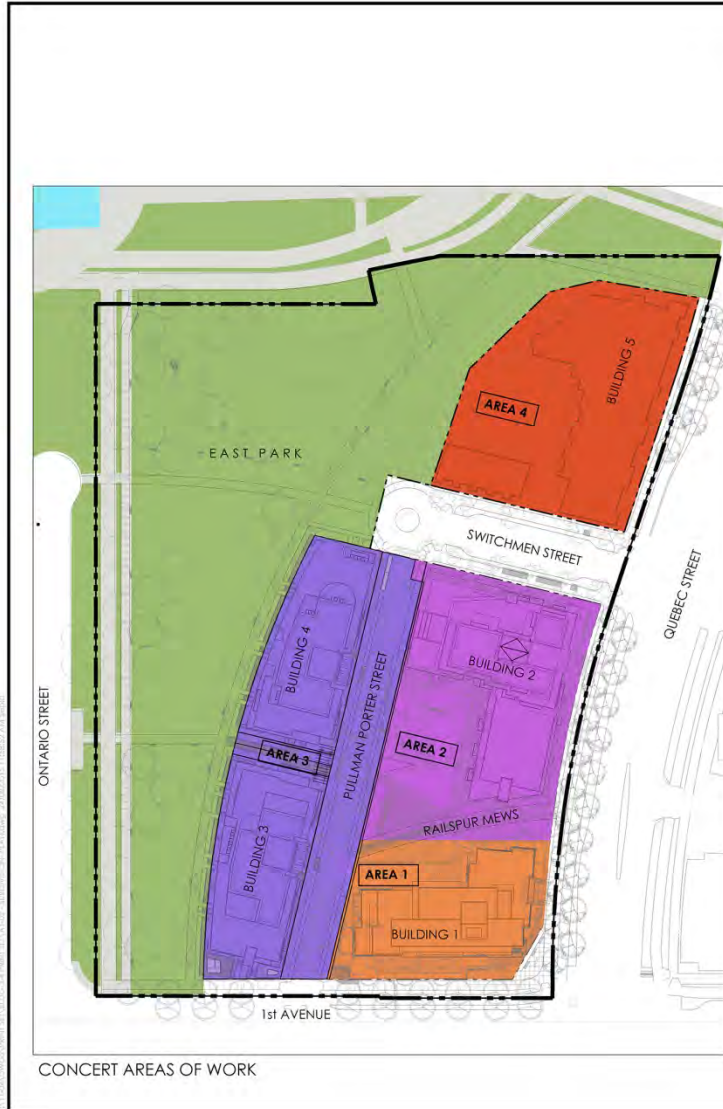 BUILDING 5
AREA 4
EAST PARK
SWITCHMEN STREET
QUEBEC STREET
BUILDING 4
BUILDING 2
PULLMAN PORTER STREET
ONTARIO STREET
AREA 3
AREA 2
RAILSPUR MEWS
BUILDING 3
AREA 1
BUILDING 1
1st AVENUE
CONCERT AREAS OF WORK